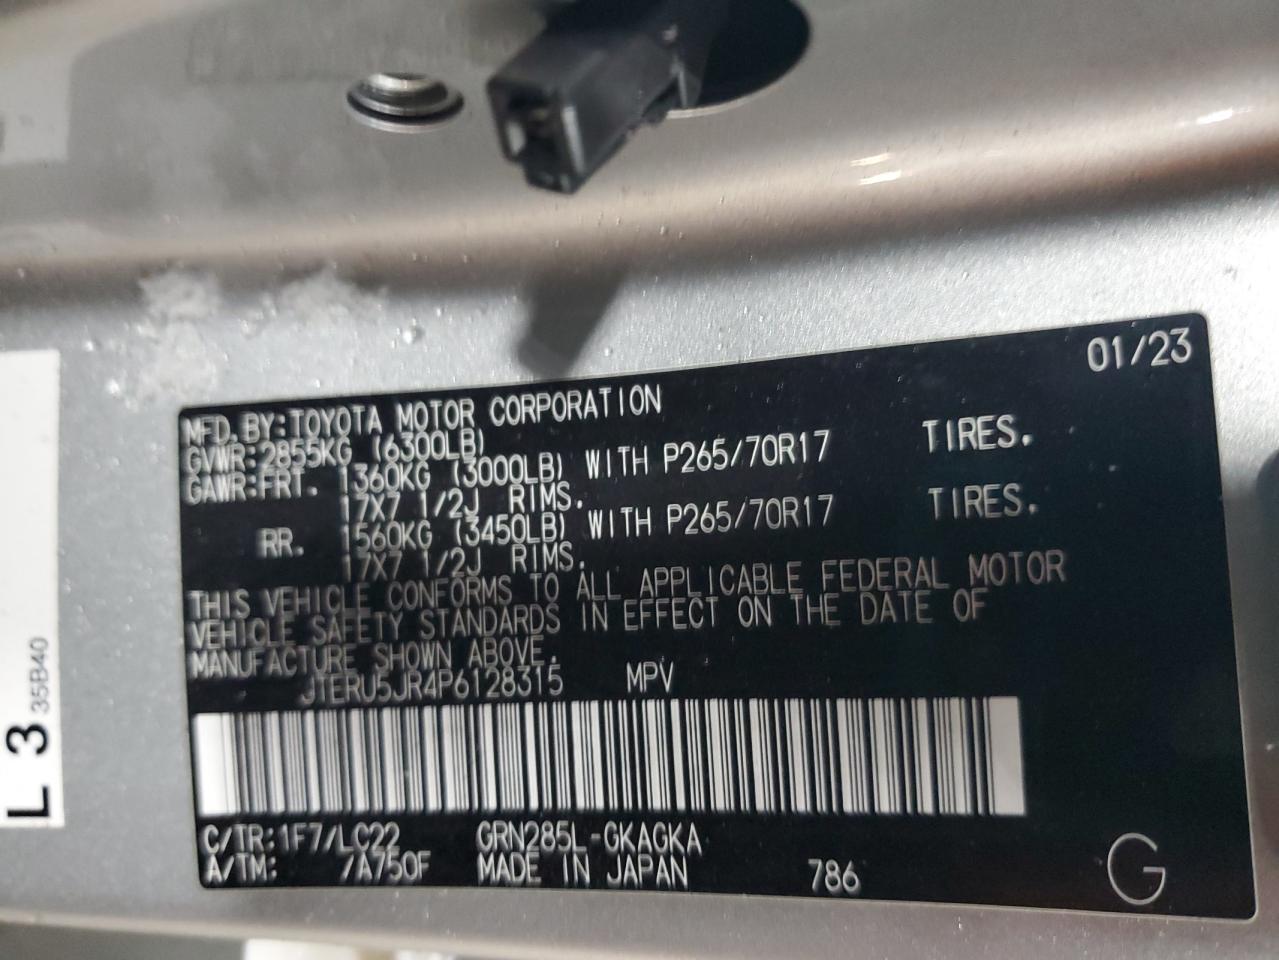 MFD.BY:TOYOTA MOTOR CORPORATION 01/23
GVWR:2855KG (6300LB)
GAWR:FRT. 1360KG (3000LB) WITH P265/70R17 TIRES.
17X7 1/2J RIMS.
RR. 1560KG (3450LB) WITH P265/70R17 TIRES.
17X7 1/2J RIMS.
THIS VEHICLE CONFORMS TO ALL APPLICABLE FEDERAL MOTOR
VEHICLE SAFETY STANDARDS IN EFFECT ON THE DATE OF
MANUFACTURE SHOWN ABOVE.
JTERU5JR4P6128315 MPV
C/TR:1F7/LC22 GRN285L-GKAGKA
A/TM: /A750F MADE IN JAPAN 786 G
L 3
35B40